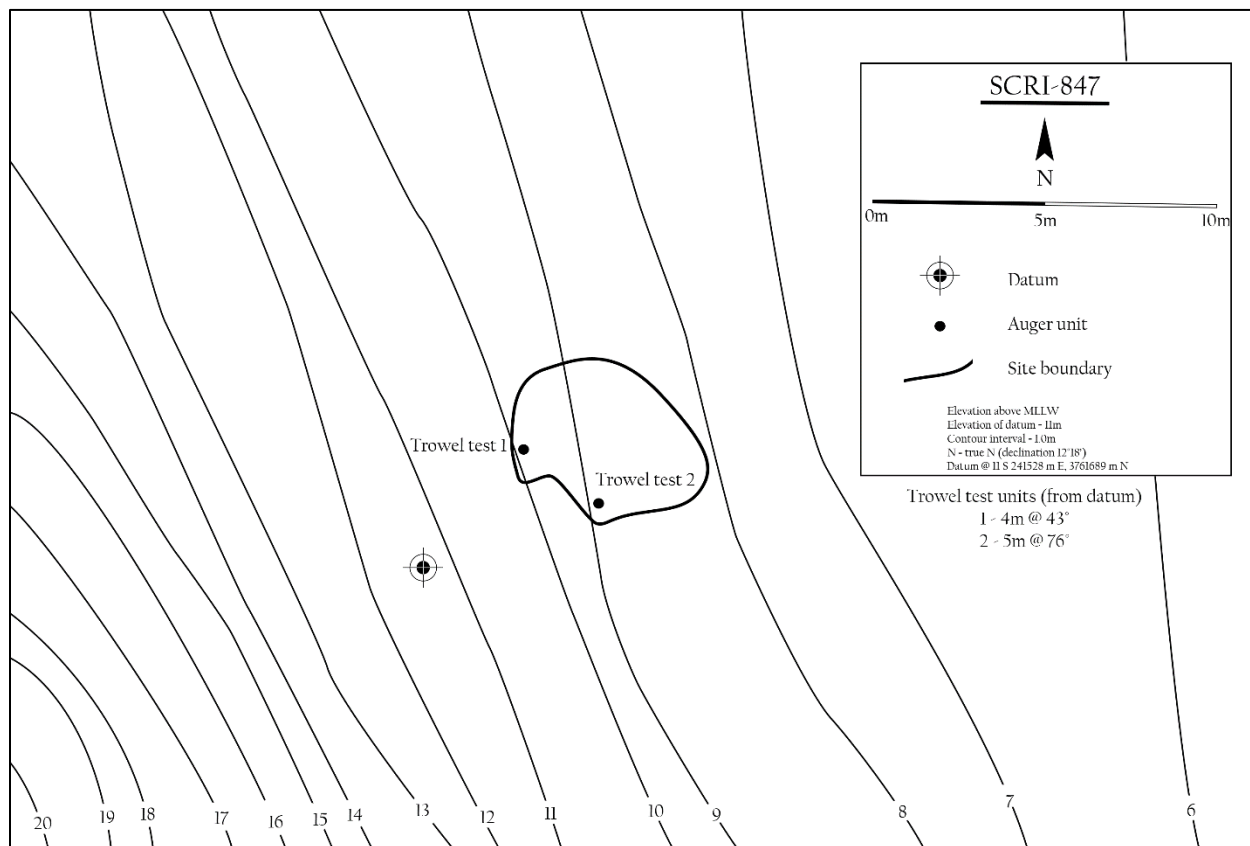 SCRI-847
N
0m 5m 10m
Datum
Auger unit
Site boundary
Elevation above MLLW
Elevation of datum - 11m
Contour interval - 1.0m
N - true N (declination 12°18')
Datum @ 11 S 241528 m E, 3761689 m N
Trowel test 1
Trowel test 2
Trowel test units (from datum)
1 - 4m @ 43°
2 - 5m @ 76°
20 19 18 17 16 15 14 13 12 11 10 9 8 7 6